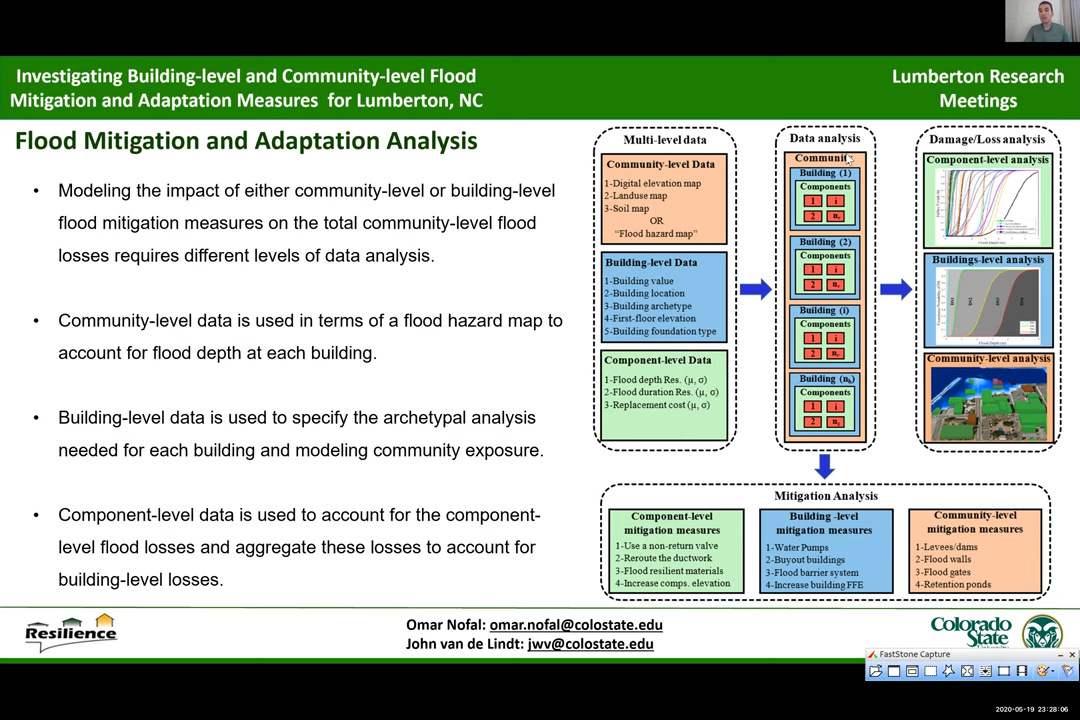 Investigating Building-level and Community-level Flood
Mitigation and Adaptation Measures for Lumberton, NC
Lumberton Research
Meetings
Flood Mitigation and Adaptation Analysis
• Modeling the impact of either community-level or building-level
flood mitigation measures on the total community-level flood
losses requires different levels of data analysis.
• Community-level data is used in terms of a flood hazard map to
account for flood depth at each building.
• Building-level data is used to specify the archetypal analysis
needed for each building and modeling community exposure.
• Component-level data is used to account for the component-
level flood losses and aggregate these losses to account for
building-level losses.
Multi-level data
Community-level Data
1-Digital elevation map
2-Landuse map
3-Soil map
OR
“Flood hazard map”
Building-level Data
1-Building value
2-Building location
3-Building archetype
4-First-floor elevation
5-Building foundation type
Component-level Data
1-Flood depth Res. (μ, σ)
2-Flood duration Res. (μ, σ)
3-Replacement cost (μ, σ)
Data analysis
Building (1)
Components
1 i
2
Building (2)
Components
1 i
2
Building (i)
Components
1 i
2
Building (nb)
Components
1 i
2
Damage/Loss analysis
Component-level analysis
Buildings-level analysis
Community-level analysis
Mitigation Analysis
Component-level
mitigation measures
1-Use a non-return valve
2-Reroute the ductwork
3-Flood resilient materials
4-Increase comps. elevation
Building -level
mitigation measures
1-Water Pumps
2-Buyout buildings
3-Flood barrier system
4-Increase building FFE
Community-level
mitigation measures
1-Levees/dams
2-Flood walls
3-Flood gates
4-Retention ponds
Resilience
Omar Nofal: omar.nofal@colostate.edu
John van de Lindt: jwv@colostate.edu
Colorado
State
FastStone Capture
2020-05-19 23:28:06